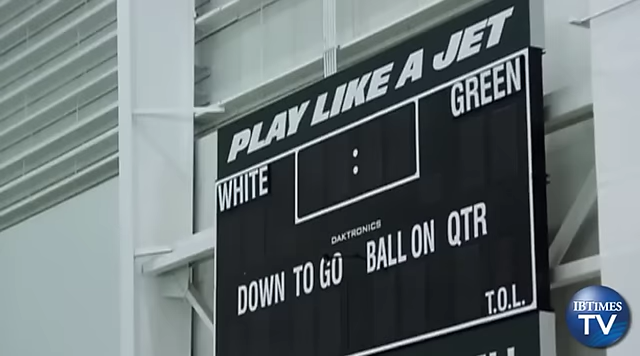 PLAY LIKE A JET
GREEN
WHITE
:
DAKTRONICS
DOWN TO GO BALL ON QTR
T.O.L.
IBTIMES
TV